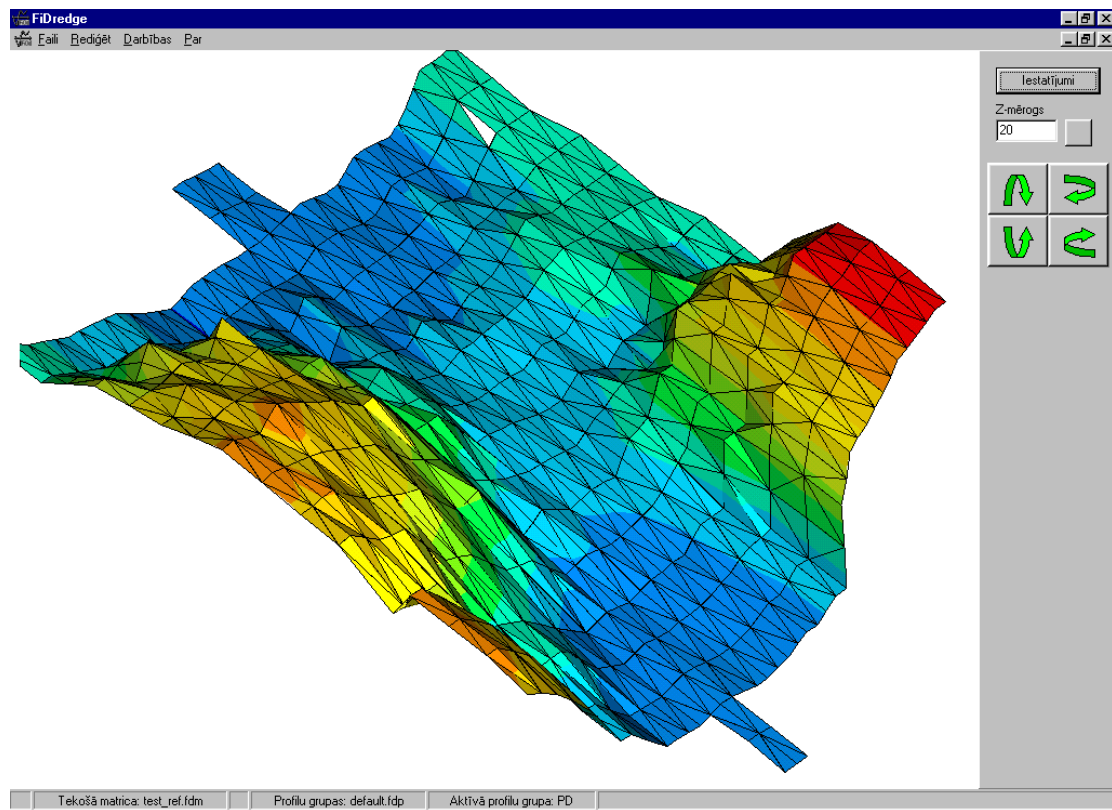 FiDredge
Faili Rediģēt Darbības Par
Iestatījumi
Z-mērogs
20
Tekošā matrica: test_ref.fdm Profilu grupas: default.fdp Aktīvā profilu grupa: PD